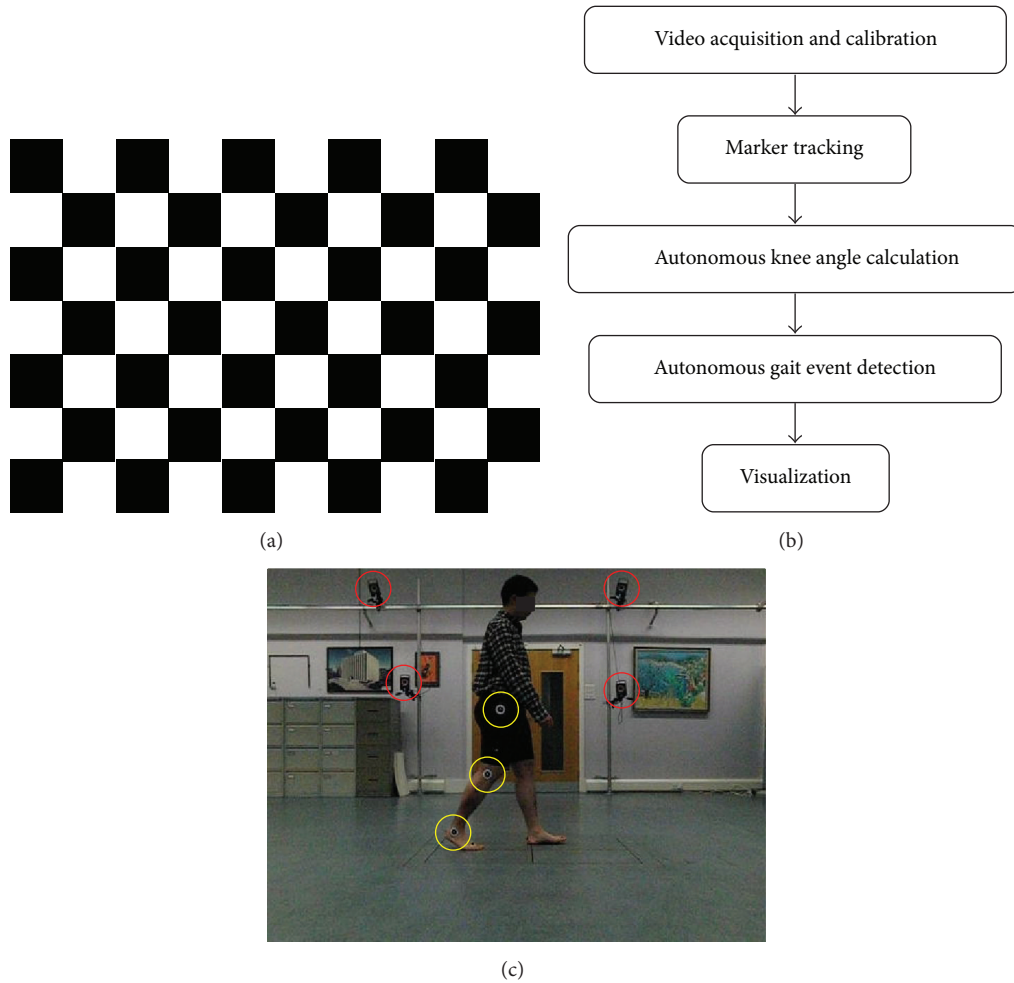 Video acquisition and calibration
Marker tracking
Autonomous knee angle calculation
Autonomous gait event detection
Visualization
(a)
(b)
(c)